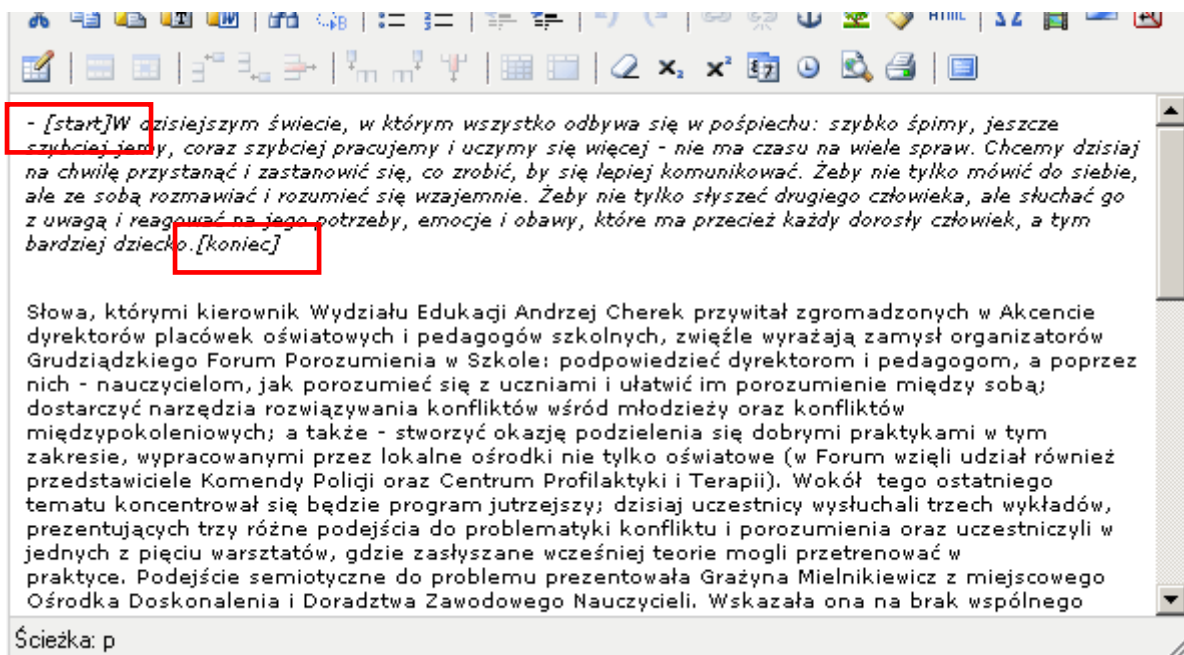 HTML
- [start]W dzisiejszym świecie, w którym wszystko odbywa się w pośpiechu: szybko śpimy, jeszcze
szybciej jemy, coraz szybciej pracujemy i uczymy się więcej - nie ma czasu na wiele spraw. Chcemy dzisiaj
na chwilę przystanąć i zastanowić się, co zrobić, by się lepiej komunikować. Żeby nie tylko mówić do siebie,
ale ze sobą rozmawiać i rozumieć się wzajemnie. Żeby nie tylko słyszeć drugiego człowieka, ale słuchać go
z uwagą i reagować na jego potrzeby, emocje i obawy, które ma przecież każdy dorosły człowiek, a tym
bardziej dziecko.[koniec]
Słowa, którymi kierownik Wydziału Edukacji Andrzej Cherek przywitał zgromadzonych w Akcencie
dyrektorów placówek oświatowych i pedagogów szkolnych, zwięźle wyrażają zamysł organizatorów
Grudziądzkiego Forum Porozumienia w Szkole: podpowiedzieć dyrektorom i pedagogom, a poprzez
nich - nauczycielom, jak porozumieć się z uczniami i ułatwić im porozumienie między sobą;
dostarczyć narzędzia rozwiązywania konfliktów wśród młodzieży oraz konfliktów
międzypokoleniowych; a także - stworzyć okazję podzielenia się dobrymi praktykami w tym
zakresie, wypracowanymi przez lokalne ośrodki nie tylko oświatowe (w Forum wzięli udział również
przedstawiciele Komendy Policji oraz Centrum Profilaktyki i Terapii). Wokół tego ostatniego
tematu koncentrował się będzie program jutrzejszy; dzisiaj uczestnicy wysłuchali trzech wykładów,
prezentujących trzy różne podejścia do problematyki konfliktu i porozumienia oraz uczestniczyli w
jednych z pięciu warsztatów, gdzie zasłyszane wcześniej teorie mogli przetrenować w
praktyce. Podejście semiotyczne do problemu prezentowała Grażyna Mielnikiewicz z miejscowego
Ośrodka Doskonalenia i Doradztwa Zawodowego Nauczycieli. Wskazała ona na brak wspólnego
Ścieżka: p